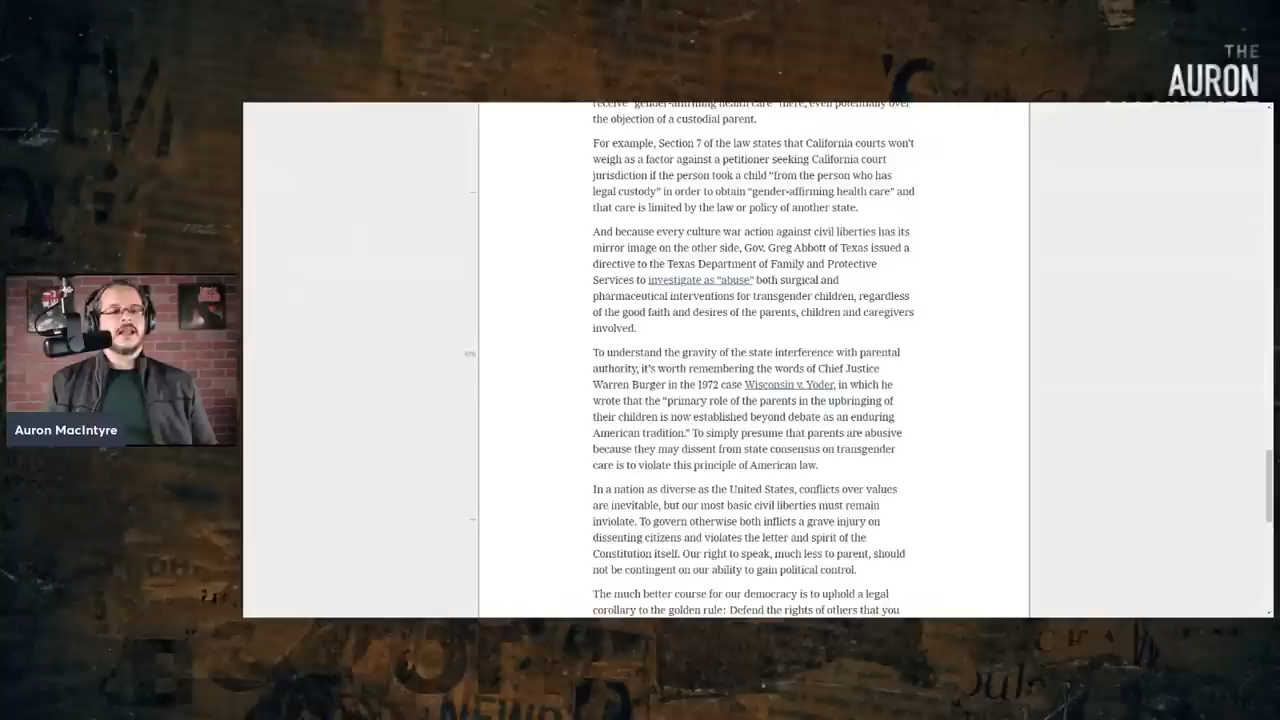 THE
AURON
receive "gender-affirming health care" there, even potentially over
the objection of a custodial parent.
For example, Section 7 of the law states that California courts won't
weigh as a factor against a petitioner seeking California court
jurisdiction if the person took a child "from the person who has
legal custody" in order to obtain "gender-affirming health care" and
that care is limited by the law or policy of another state.
And because every culture war action against civil liberties has its
mirror image on the other side, Gov. Greg Abbott of Texas issued a
directive to the Texas Department of Family and Protective
Services to investigate as "abuse" both surgical and
pharmaceutical interventions for transgender children, regardless
of the good faith and desires of the parents, children and caregivers
involved.
To understand the gravity of the state interference with parental
authority, it's worth remembering the words of Chief Justice
Warren Burger in the 1972 case Wisconsin v. Yoder, in which he
wrote that the "primary role of the parents in the upbringing of
their children is now established beyond debate as an enduring
American tradition." To simply presume that parents are abusive
because they may dissent from state consensus on transgender
care is to violate this principle of American law.
In a nation as diverse as the United States, conflicts over values
are inevitable, but our most basic civil liberties must remain
inviolate. To govern otherwise both inflicts a grave injury on
dissenting citizens and violates the letter and spirit of the
Constitution itself. Our right to speak, much less to parent, should
not be contingent on our ability to gain political control.
The much better course for our democracy is to uphold a legal
corollary to the golden rule: Defend the rights of others that you
Auron MacIntyre